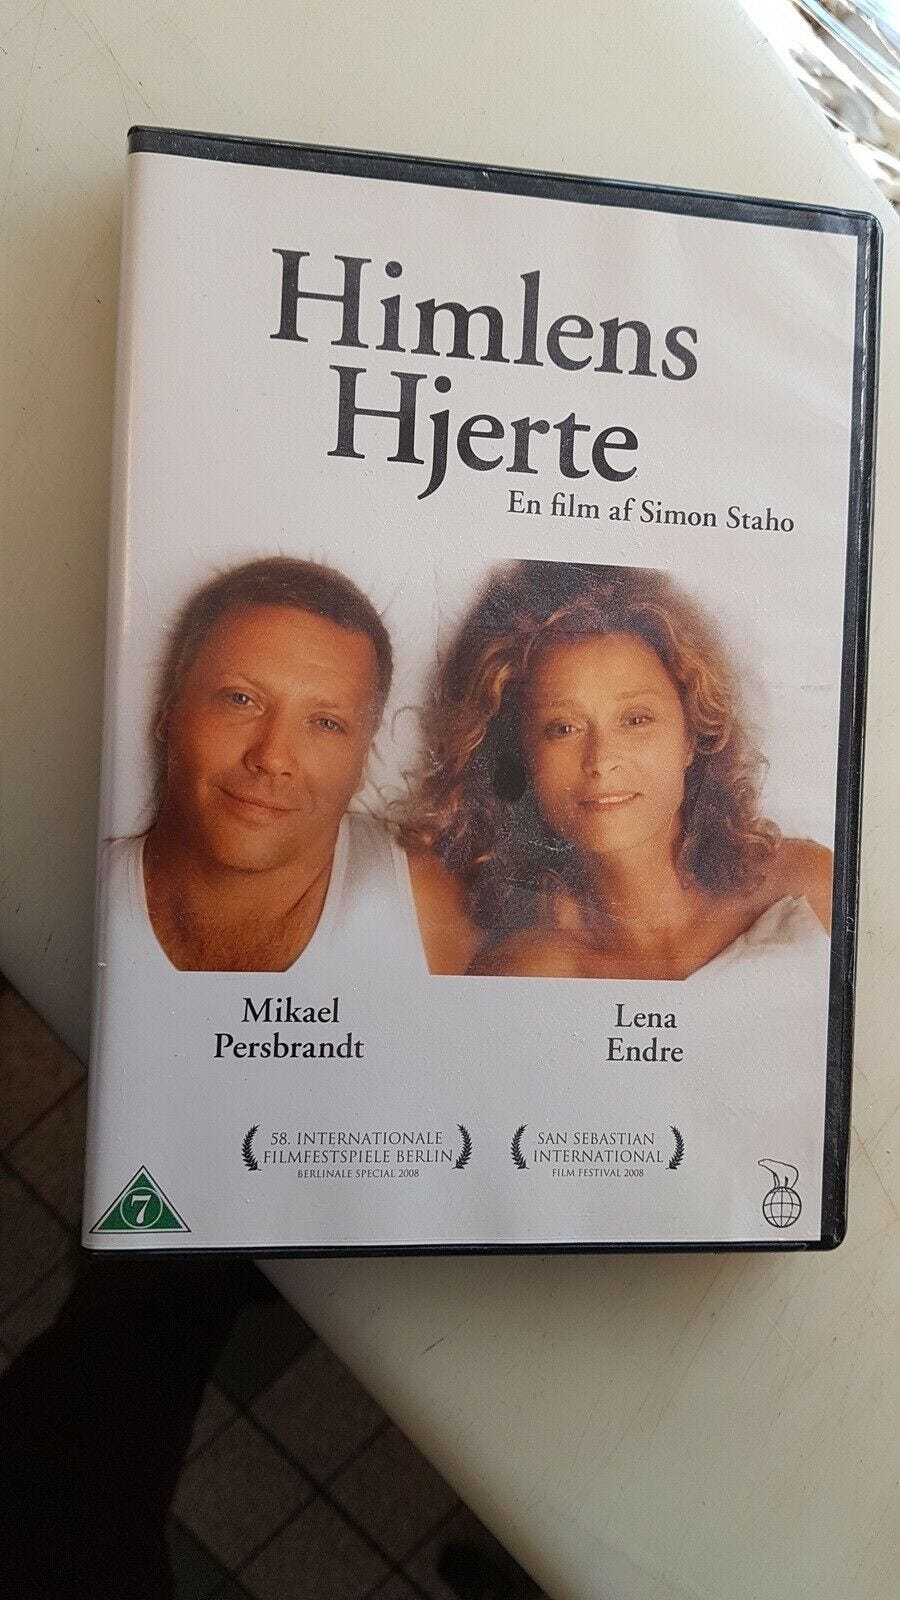 Himlens
Hjerte
En film af Simon Staho
Mikael
Persbrandt
Lena
Endre
58. INTERNATIONALE
FILMFESTSPIELE BERLIN
BERLINALE SPECIAL 2008
SAN SEBASTIAN
INTERNATIONAL
FILM FESTIVAL 2008
7